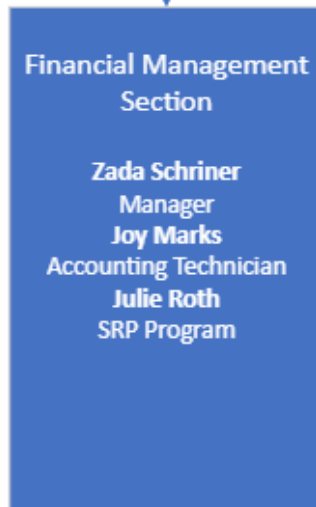 Financial Management
Section
Zada Schriner
Manager
Joy Marks
Accounting Technician
Julie Roth
SRP Program